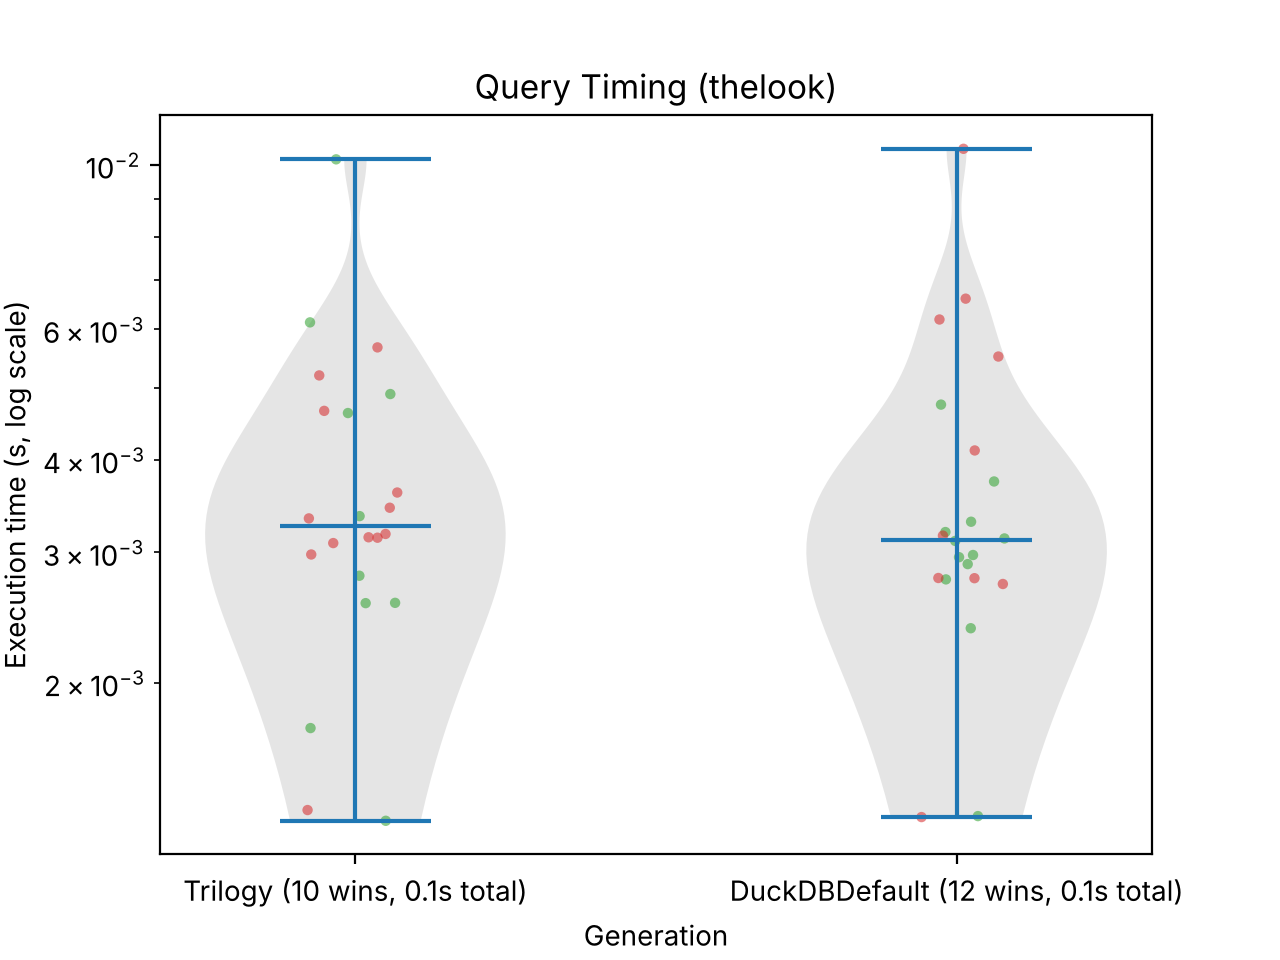 Query Timing (thelook)
Execution time (s, log scale)
10⁻²
6 × 10⁻³
4 × 10⁻³
3 × 10⁻³
2 × 10⁻³
Trilogy (10 wins, 0.1s total)
DuckDBDefault (12 wins, 0.1s total)
Generation